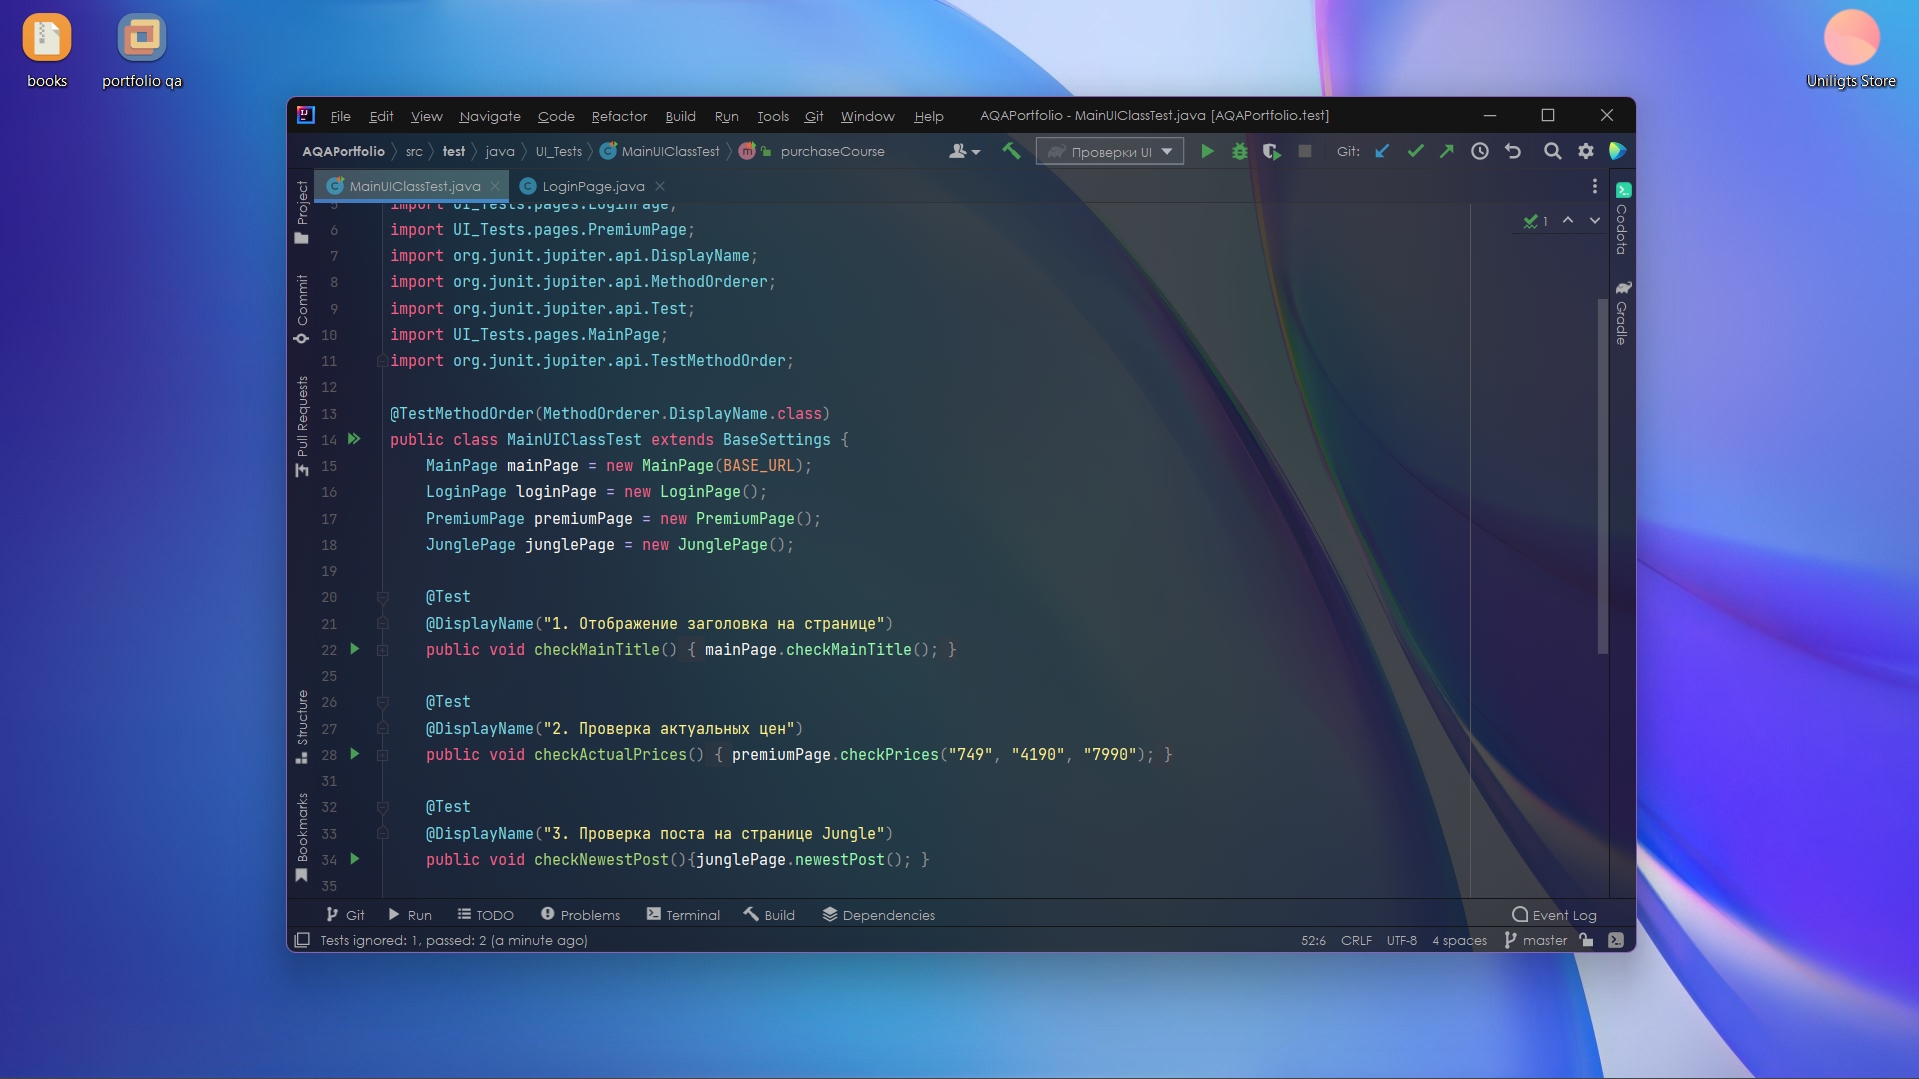 books
portfolio qa
Uniligts Store
File Edit View Navigate Code Refactor Build Run Tools Git Window Help AQAPortfolio - MainUIClassTest.java [AQAPortfolio.test]
AQAPortfolio src test java UI_Tests MainUIClassTest m purchaseCourse Проверки UI Git:
MainUIClassTest.java LoginPage.java
Project
Commit
Pull Requests
Structure
Bookmarks
5 import UI_Tests.pages.LoginPage;
6 import UI_Tests.pages.PremiumPage;
7 import org.junit.jupiter.api.DisplayName;
8 import org.junit.jupiter.api.MethodOrderer;
9 import org.junit.jupiter.api.Test;
10 import UI_Tests.pages.MainPage;
11 import org.junit.jupiter.api.TestMethodOrder;
12
13 @TestMethodOrder(MethodOrderer.DisplayName.class)
14 public class MainUIClassTest extends BaseSettings {
15 MainPage mainPage = new MainPage(BASE_URL);
16 LoginPage loginPage = new LoginPage();
17 PremiumPage premiumPage = new PremiumPage();
18 JunglePage junglePage = new JunglePage();
19
20 @Test
21 @DisplayName("1. Отображение заголовка на странице")
22 public void checkMainTitle() { mainPage.checkMainTitle(); }
25
26 @Test
27 @DisplayName("2. Проверка актуальных цен")
28 public void checkActualPrices() { premiumPage.checkPrices("749", "4190", "7990"); }
31
32 @Test
33 @DisplayName("3. Проверка поста на странице Jungle")
34 public void checkNewestPost(){junglePage.newestPost(); }
35
1
Codota
Gradle
Git Run TODO Problems Terminal Build Dependencies Event Log
Tests ignored: 1, passed: 2 (a minute ago) 52:6 CRLF UTF-8 4 spaces master